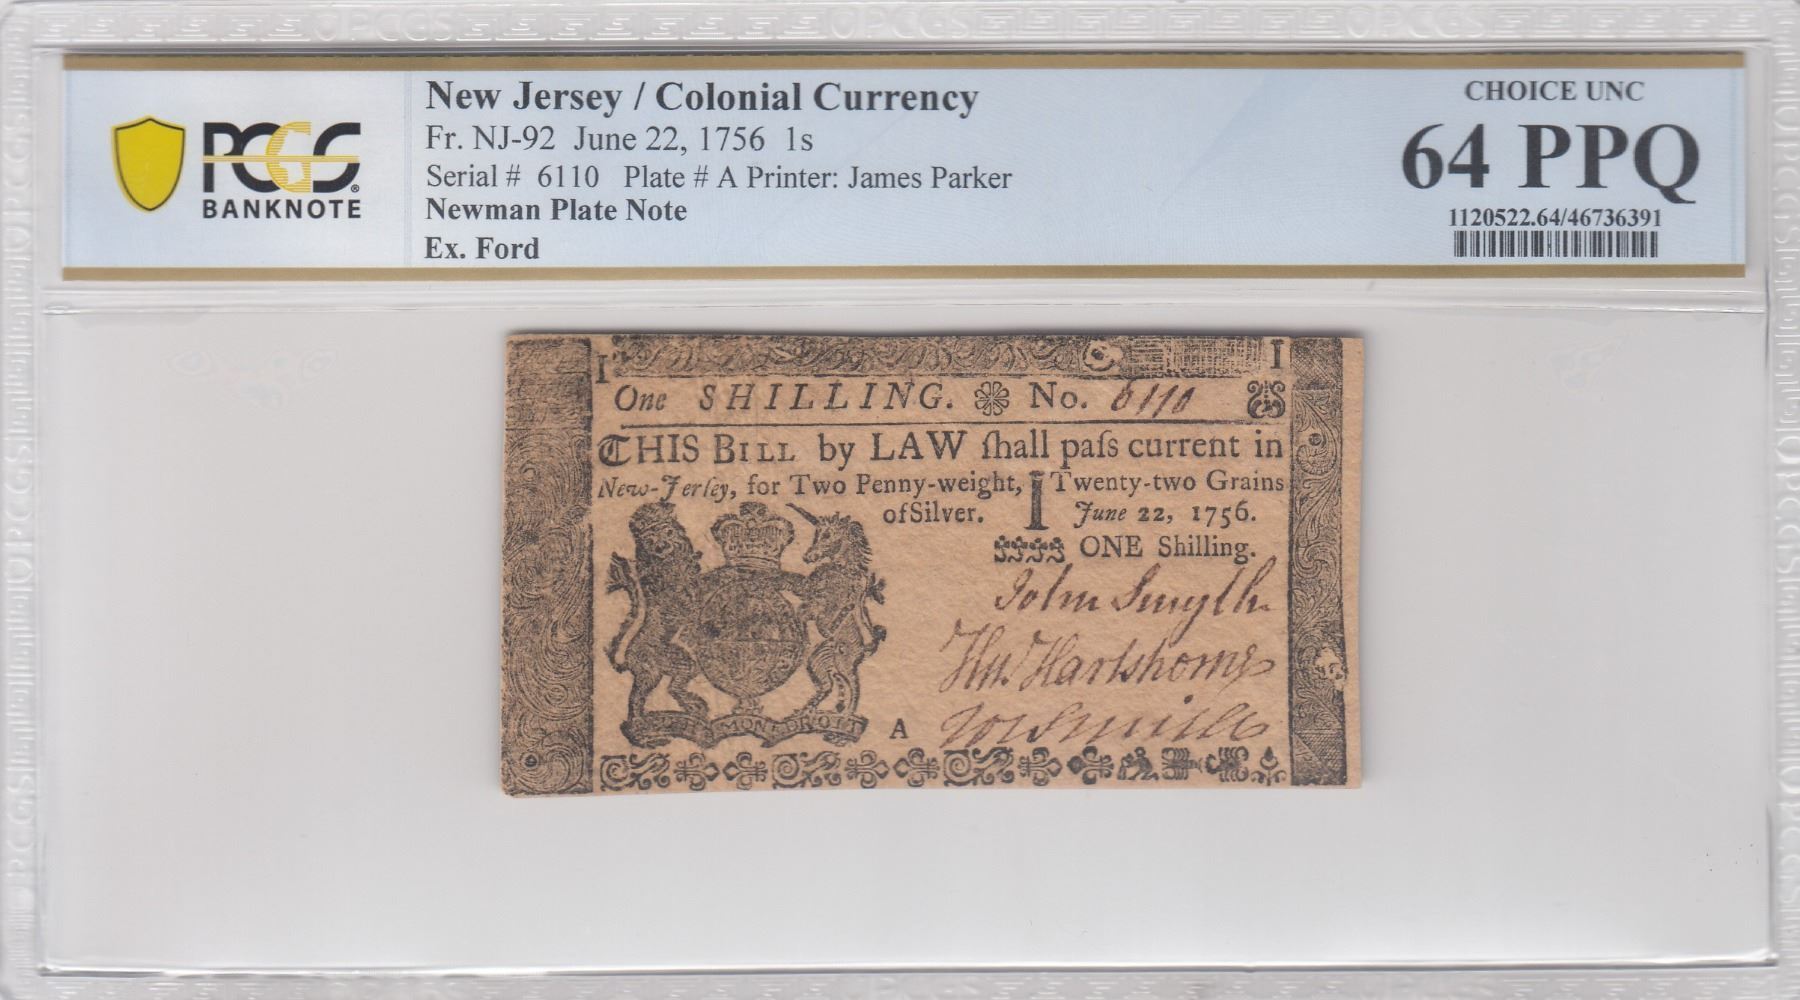 PCGS
BANKNOTE
New Jersey / Colonial Currency
Fr. NJ-92 June 22, 1756 1s
Serial # 6110 Plate # A Printer: James Parker
Newman Plate Note
Ex. Ford
CHOICE UNC
64 PPQ
1120522.64/46736391
I I
One SHILLING. No. 6110
THIS BILL by LAW ſhall paſs current in
New-Jerſey, for Two Penny-weight, I Twenty-two Grains
of Silver. June 22, 1756.
ONE Shilling.
John Smyth
Hartshorne
A